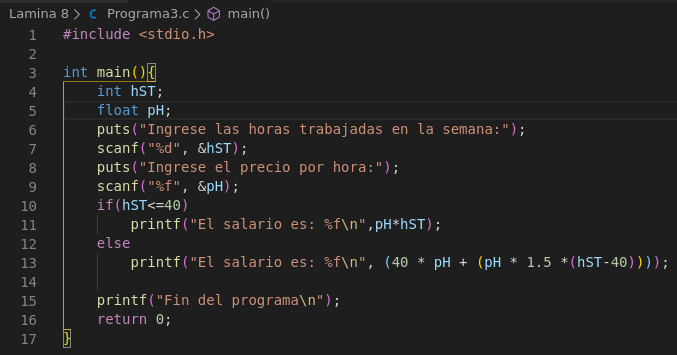 Lamina 8 > C Programa3.c > main()
1 #include <stdio.h>
2
3 int main(){
4     int hST;
5     float pH;
6     puts("Ingrese las horas trabajadas en la semana:");
7     scanf("%d", &hST);
8     puts("Ingrese el precio por hora:");
9     scanf("%f", &pH);
10     if(hST<=40)
11         printf("El salario es: %f\n",pH*hST);
12     else
13         printf("El salario es: %f\n", (40 * pH + (pH * 1.5 *(hST-40))));
14
15     printf("Fin del programa\n");
16     return 0;
17 }